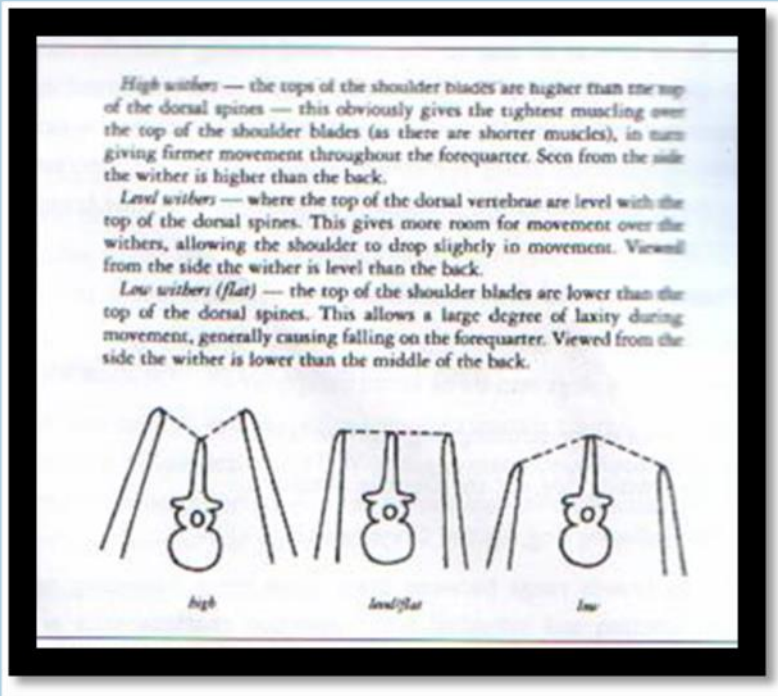 High withers — the tops of the shoulder blades are higher than the top
of the dorsal spines — this obviously gives the tightest muscling over
the top of the shoulder blades (as there are shorter muscles), in turn
giving firmer movement throughout the forequarter. Seen from the side
the wither is higher than the back.
Level withers — where the top of the dorsal vertebrae are level with the
top of the dorsal spines. This gives more room for movement over the
withers, allowing the shoulder to drop slightly in movement. Viewed
from the side the wither is level than the back.
Low withers (flat) — the top of the shoulder blades are lower than the
top of the dorsal spines. This allows a large degree of laxity during
movement, generally causing falling on the forequarter. Viewed from the
side the wither is lower than the middle of the back.
high level/flat low